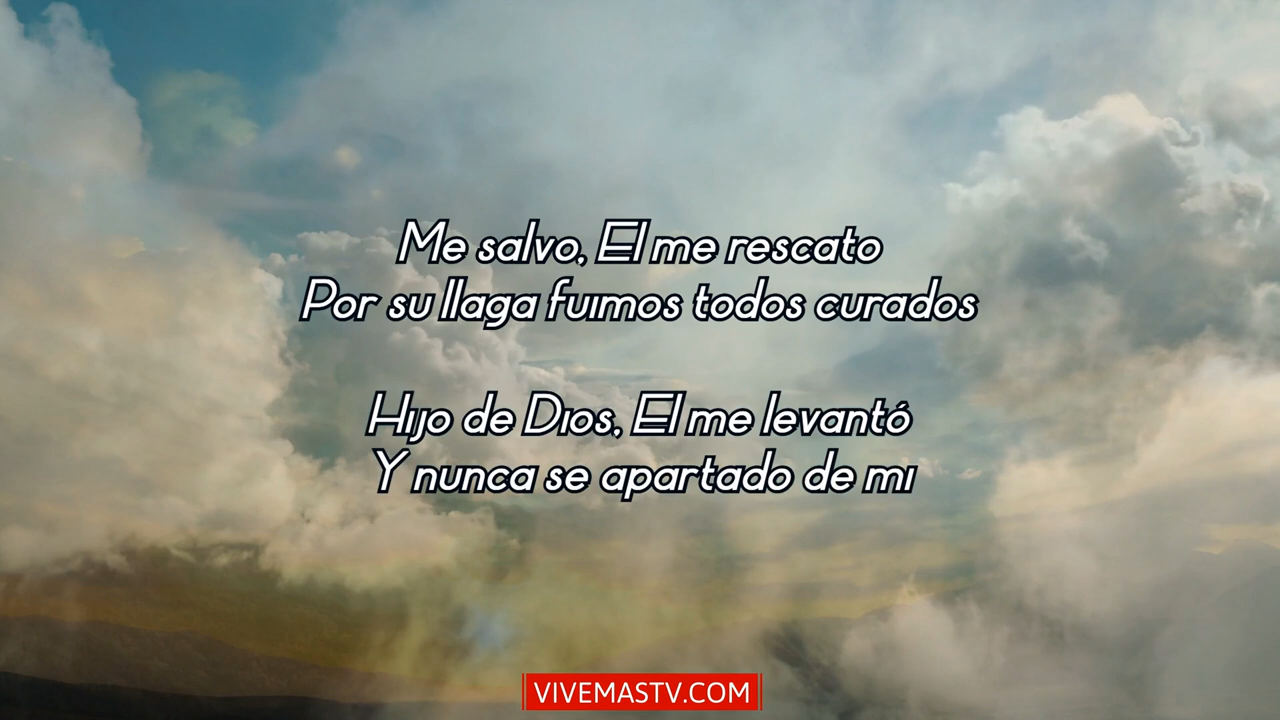 Me salvo, El me rescato
Por su llaga fuimos todos curados
Hijo de Dios, El me levantó
Y nunca se apartado de mi
VIVEMASTV.COM